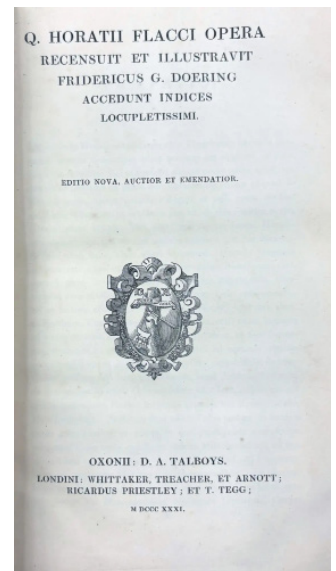 Q. HORATII FLACCI OPERA
RECENSUIT ET ILLUSTRAVIT
FRIDERICUS G. DOERING
ACCEDUNT INDICES
LOCUPLETISSIMI.
EDITIO NOVA, AUCTIOR ET EMENDATIOR.
OXONII: D. A. TALBOYS.
LONDINI: WHITTAKER, TREACHER, ET ARNOTT;
RICARDUS PRIESTLEY; ET T. TEGG;
M DCCC XXXI.